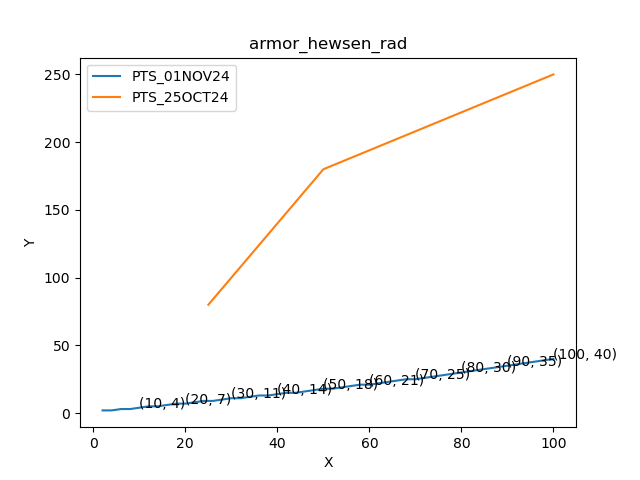 armor_hewsen_rad
PTS_01NOV24
PTS_25OCT24
250
200
150
100
50
0
Y
(10, 4)
(20, 7)
(30, 11)
(40, 14)
(50, 18)
(60, 21)
(70, 25)
(80, 30)
(90, 35)
(100, 40)
0 20 40 60 80 100
X